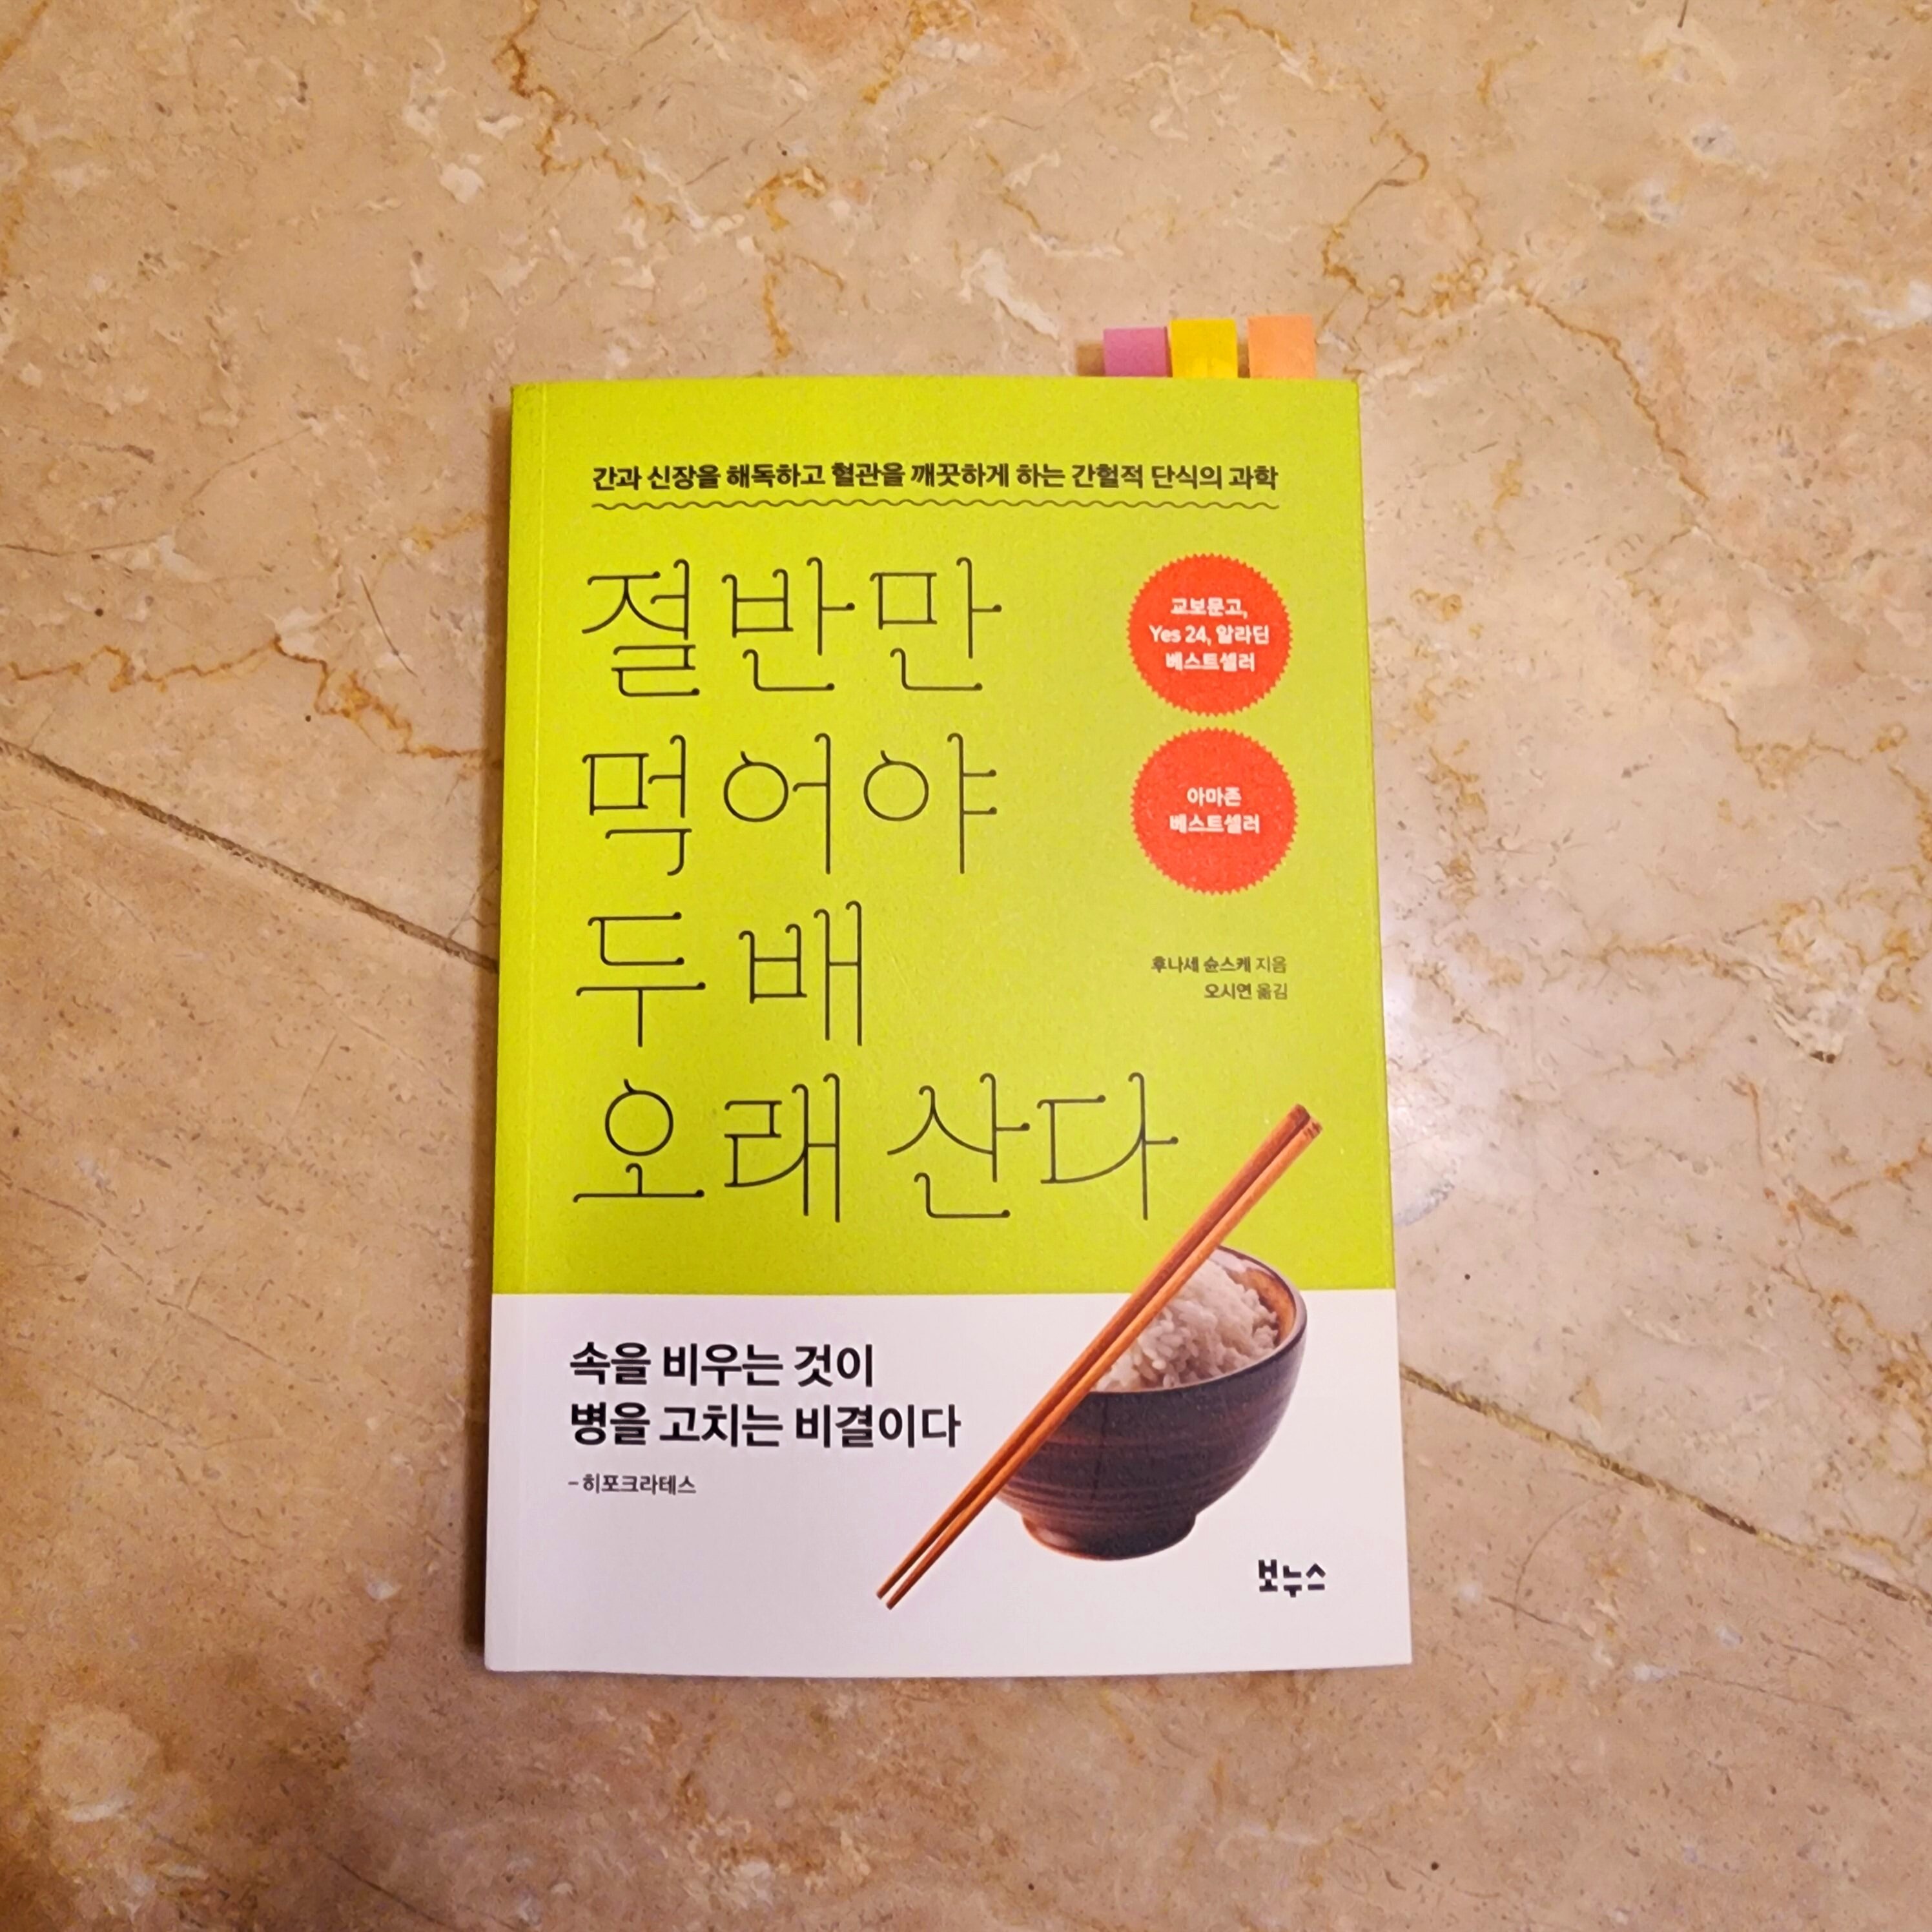 간과 신장을 해독하고 혈관을 깨끗하게 하는 간헐적 단식의 과학
절반만
먹어야
두 배
오래 산다
교보문고,
Yes 24, 알라딘
베스트셀러
아마존
베스트셀러
후나세 슌스케 지음
오시연 옮김
속을 비우는 것이
병을 고치는 비결이다
– 히포크라테스
보누스